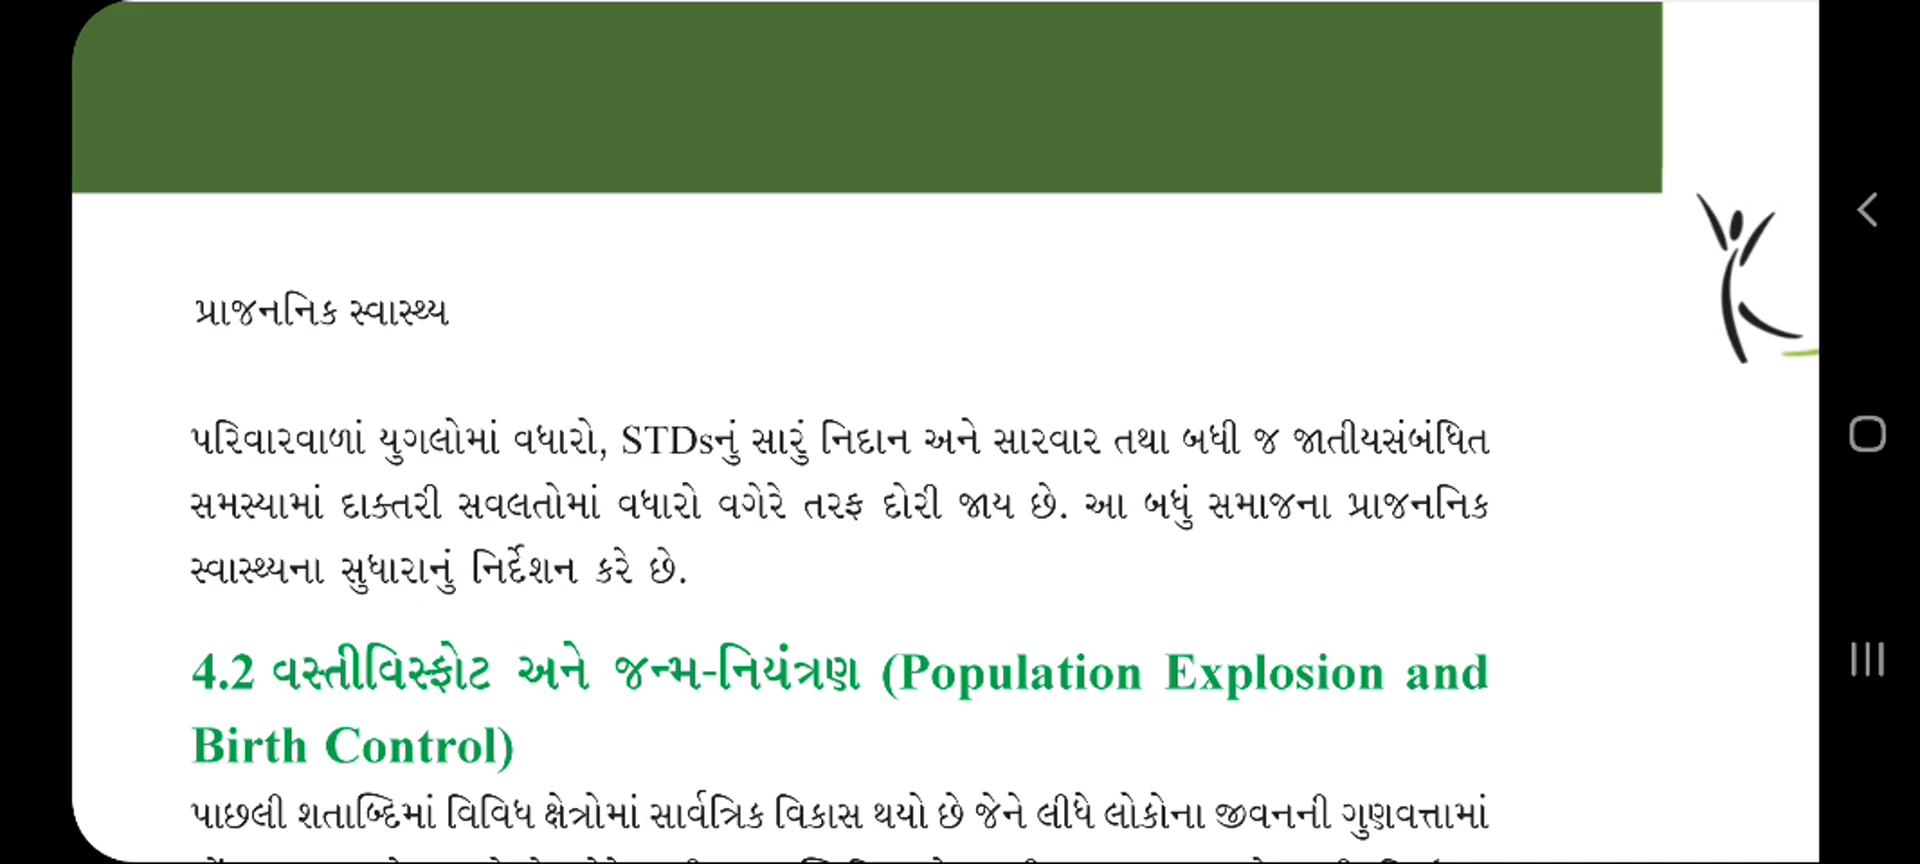 પ્રાજનનિક સ્વાસ્થ્ય
પરિવારવાળાં યુગલોમાં વધારો, STDsનું સારું નિદાન અને સારવાર તથા બધી જ જાતીયસંબંધિત
સમસ્યામાં દાક્તરી સવલતોમાં વધારો વગેરે તરફ દોરી જાય છે. આ બધું સમાજના પ્રાજનનિક
સ્વાસ્થ્યના સુધારાનું નિર્દેશન કરે છે.
4.2 વસ્તીવિસ્ફોટ અને જન્મ-નિયંત્રણ (Population Explosion and
Birth Control)
પાછલી શતાબ્દિમાં વિવિધ ક્ષેત્રોમાં સાર્વત્રિક વિકાસ થયો છે જેને લીધે લોકોના જીવનની ગુણવત્તામાં